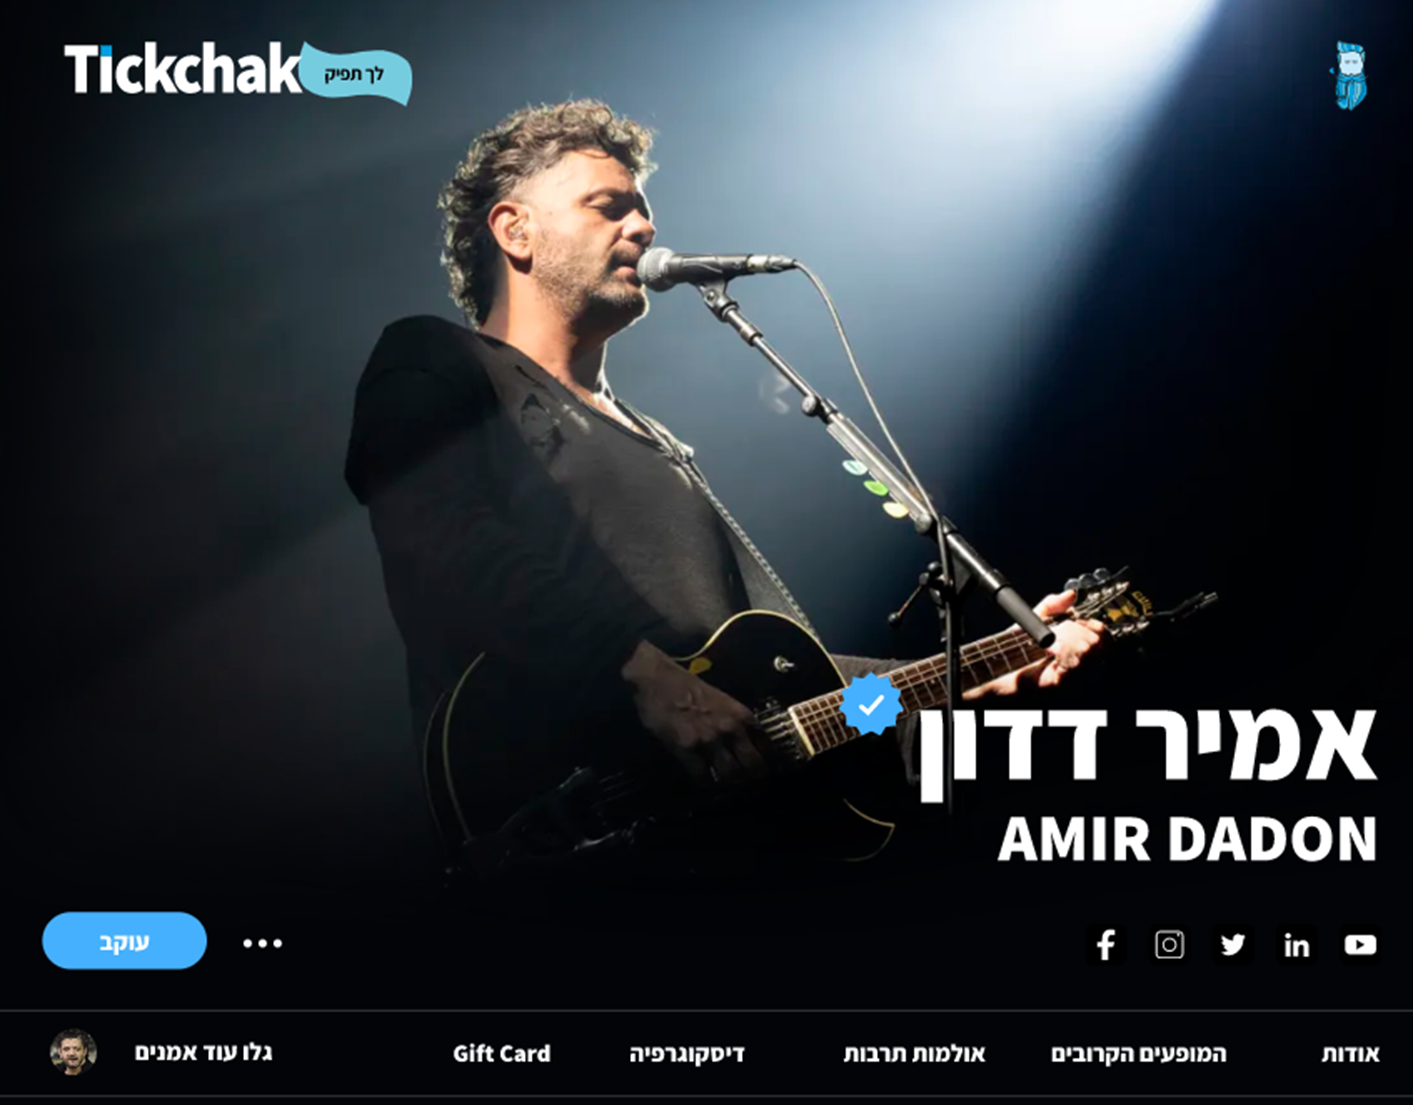 Tickchak
לך תפיק
אמיר דדון
AMIR DADON
עוקב
אודות
המופעים הקרובים
אולמות תרבות
דיסקוגרפיה
Gift Card
גלו עוד אמנים